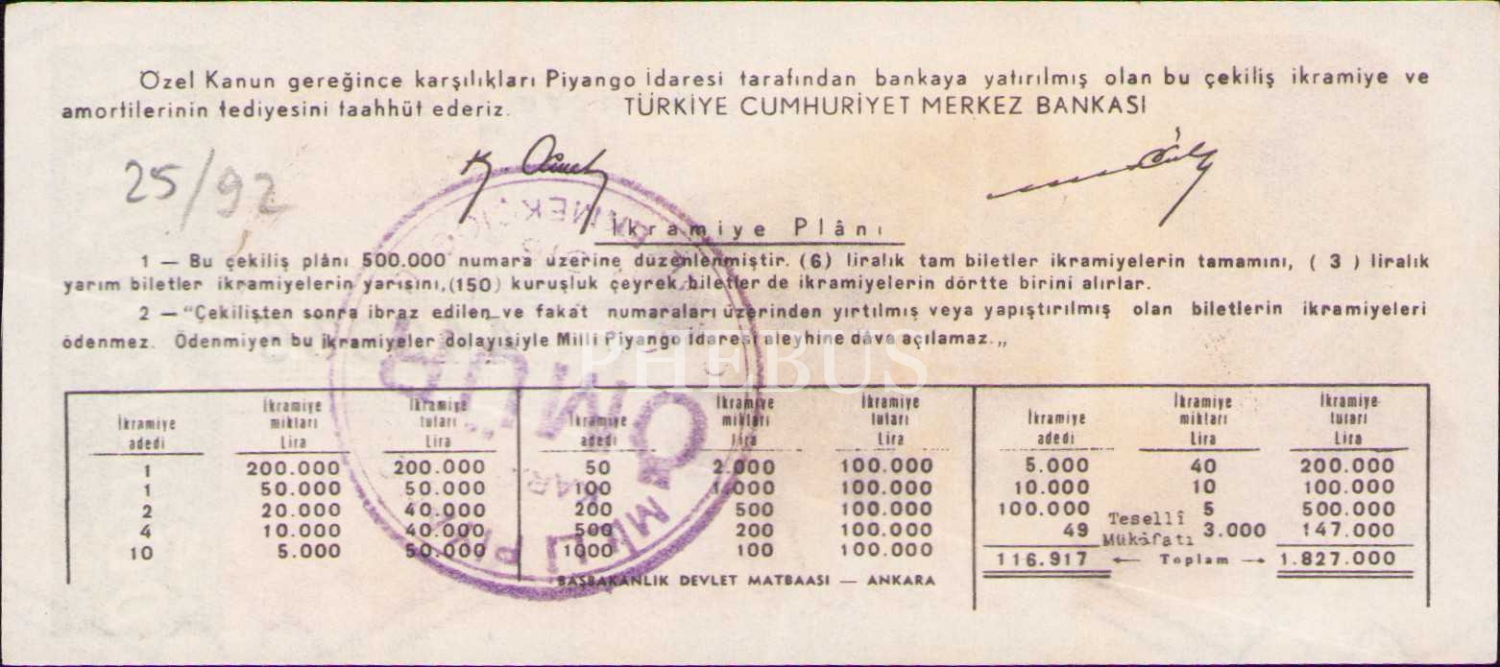 Özel Kanun gereğince karşılıkları Piyango İdaresi tarafından bankaya yatırılmış olan bu çekiliş ikramiye ve
amortilerinin tediyesini taahhüt ederiz. TÜRKİYE CUMHURİYET MERKEZ BANKASI
25/92
İkramiye Plânı
1 — Bu çekiliş plânı 500.000 numara üzerine düzenlenmiştir. (6) liralık tam biletler ikramiyelerin tamamını, ( 3 ) liralık
yarım biletler ikramiyelerin yarısını, (150) kuruşluk çeyrek biletler de ikramiyelerin dörtte birini alırlar.
2 — "Çekilişten sonra ibraz edilen ve fakat numaraları üzerinden yırtılmış veya yapıştırılmış olan biletlerin ikramiyeleri
ödenmez. Ödenmiyen bu ikramiyeler dolayısiyle Milli Piyango İdaresi aleyhine dâva açılamaz.„
PHEBUS
İkramiye adedi İkramiye miktarı Lira İkramiye tutarı Lira İkramiye adedi İkramiye miktarı Lira İkramiye tutarı Lira İkramiye adedi İkramiye miktarı Lira İkramiye tutarı Lira
1 200.000 200.000 50 2.000 100.000 5.000 40 200.000
1 50.000 50.000 100 1.000 100.000 10.000 10 100.000
2 20.000 40.000 200 500 100.000 100.000 5 500.000
4 10.000 40.000 500 200 100.000 49 Teselli Mükâfatı 3.000 147.000
10 5.000 50.000 1000 100 100.000 116.917 ← Toplam → 1.827.000
BAŞBAKANLIK DEVLET MATBAASI — ANKARA